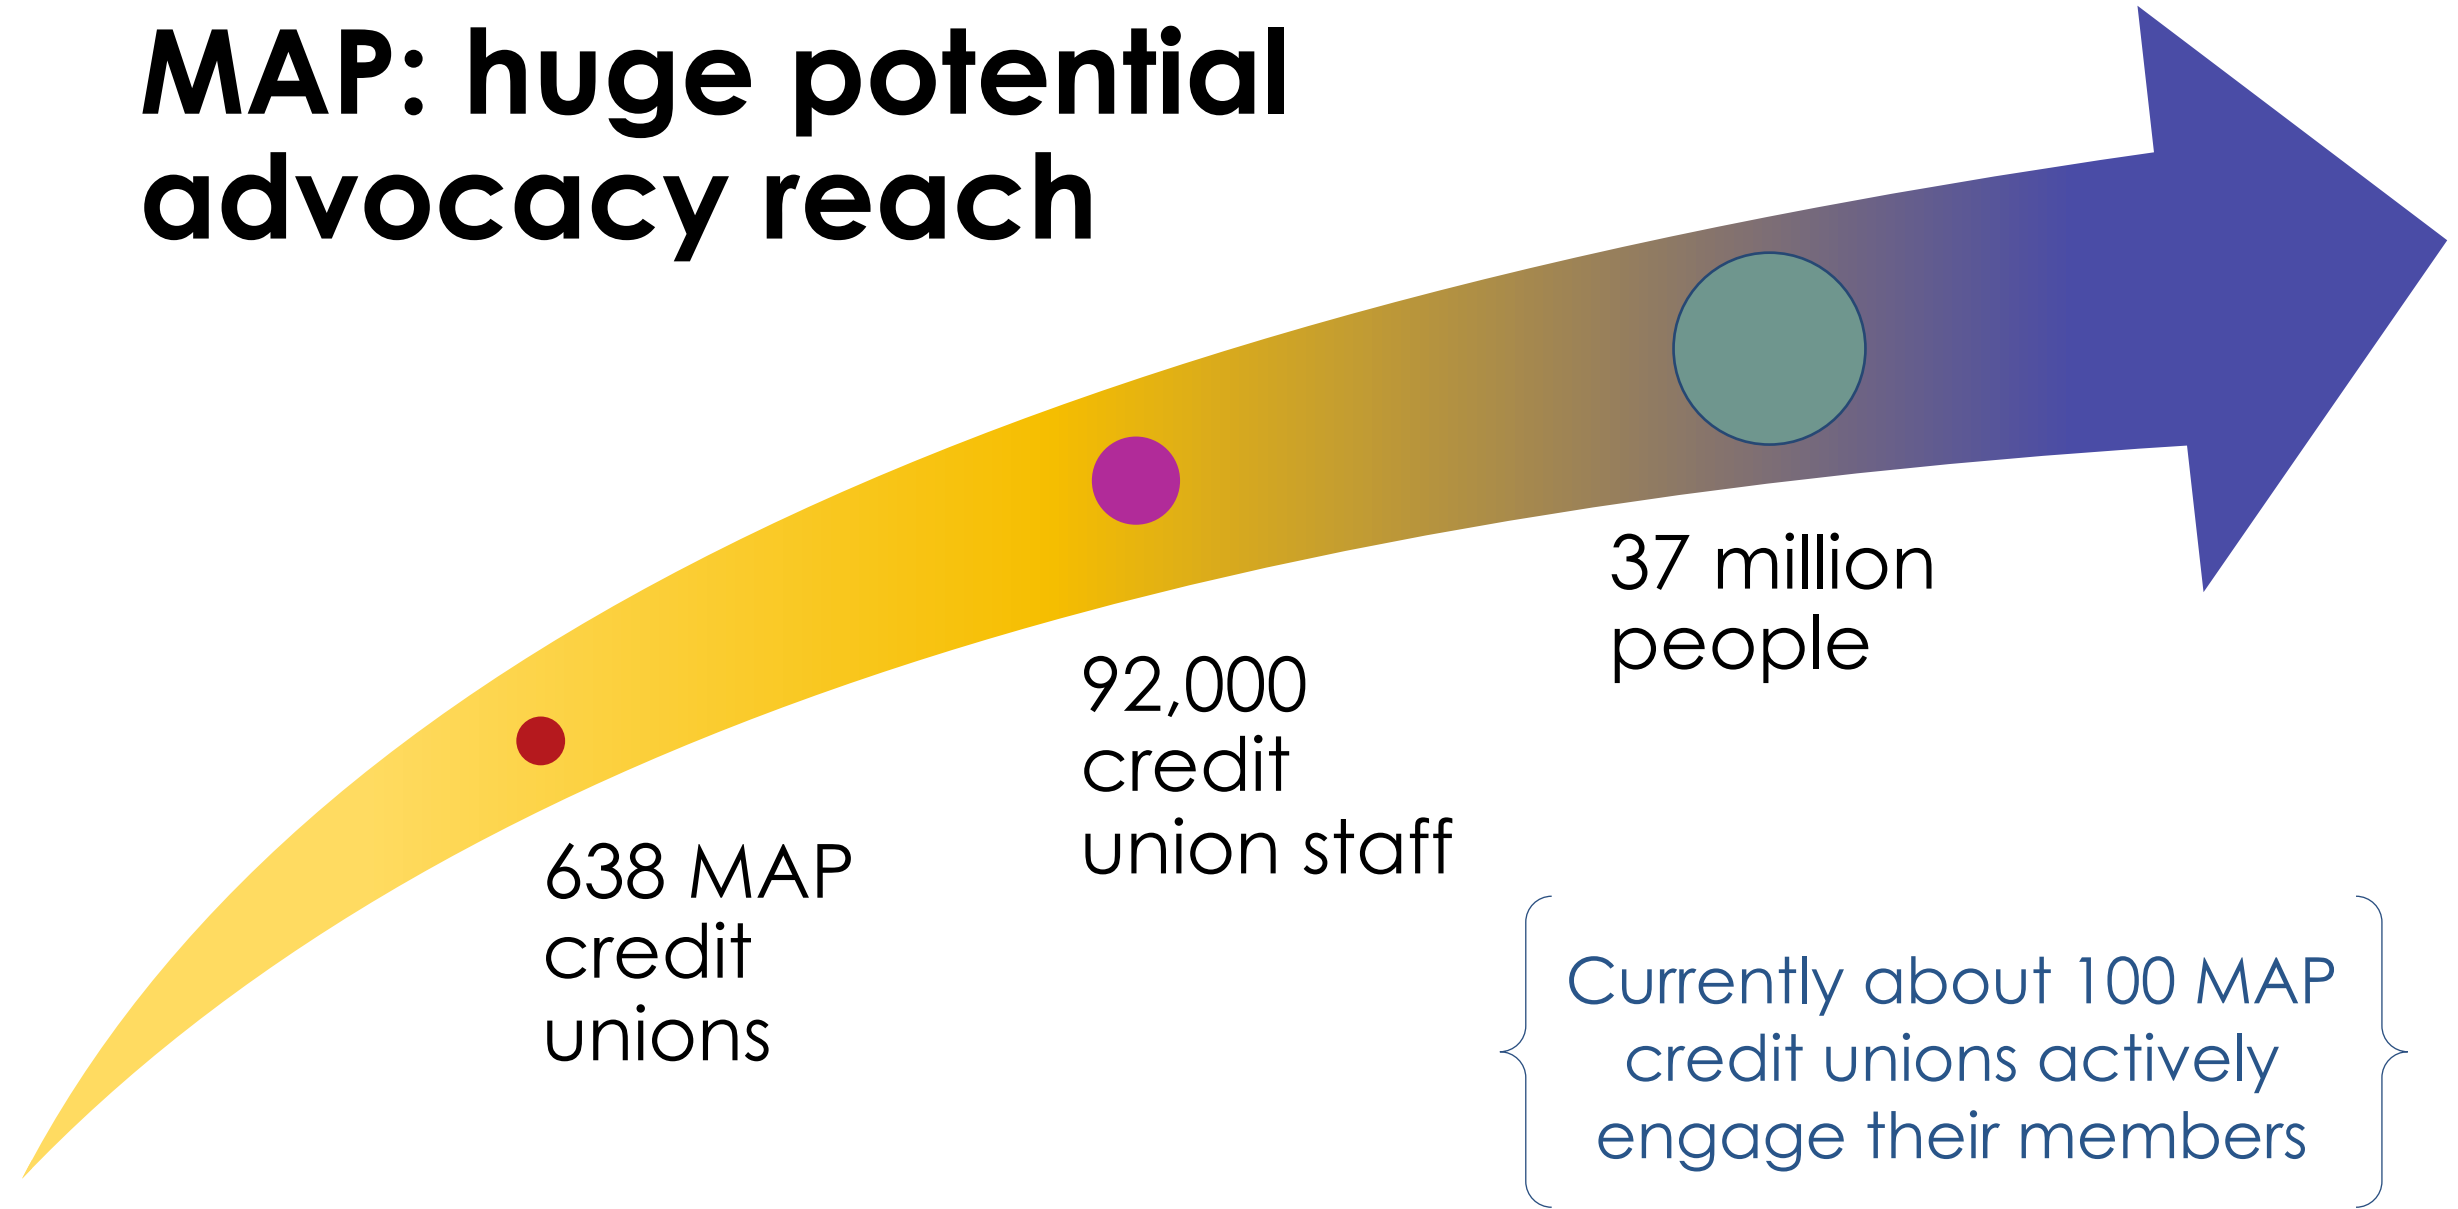 MAP: huge potential
advocacy reach
37 million
people
92,000
credit
union staff
638 MAP
credit
unions
Currently about 100 MAP
credit unions actively
engage their members